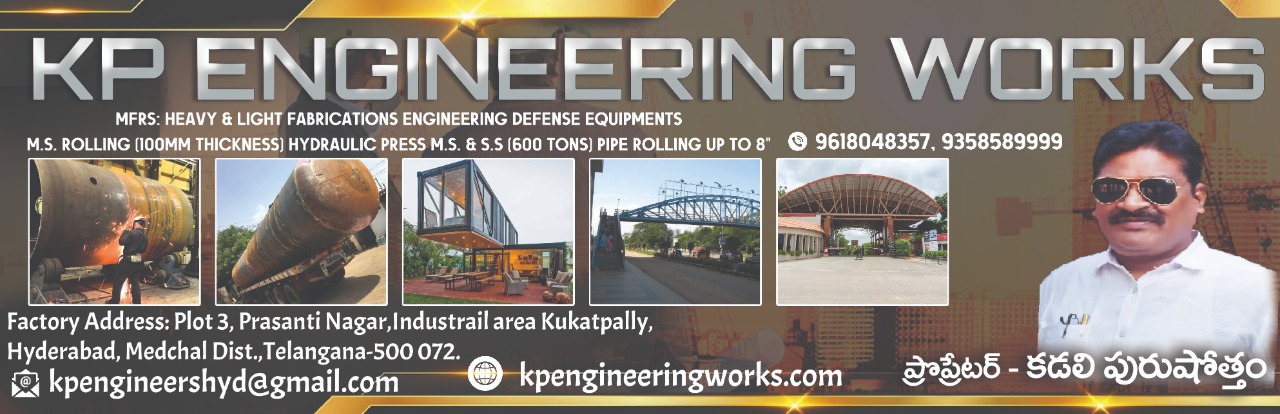 KP ENGINEERING WORKS
MFRS: HEAVY & LIGHT FABRICATIONS ENGINEERING DEFENSE EQUIPMENTS
M.S. ROLLING (100MM THICKNESS) HYDRAULIC PRESS M.S. & S.S (600 TONS) PIPE ROLLING UP TO 8" 9618048357, 9358589999
Factory Address: Plot 3, Prasanti Nagar,Industrail area Kukatpally,
Hyderabad, Medchal Dist.,Telangana-500 072.
kpengineershyd@gmail.com
kpengineeringworks.com
ప్రొప్రేటర్ - కడలి పురుషోత్తం